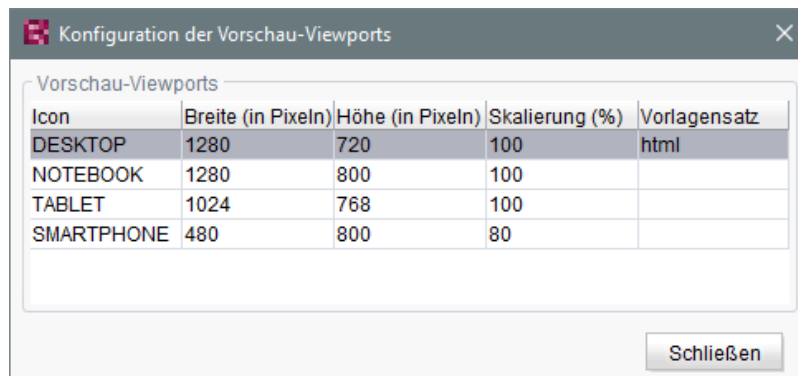 Konfiguration der Vorschau-Viewports
Vorschau-Viewports
Icon Breite (in Pixeln) Höhe (in Pixeln) Skalierung (%) Vorlagensatz
DESKTOP 1280 720 100 html
NOTEBOOK 1280 800 100
TABLET 1024 768 100
SMARTPHONE 480 800 80
Schließen